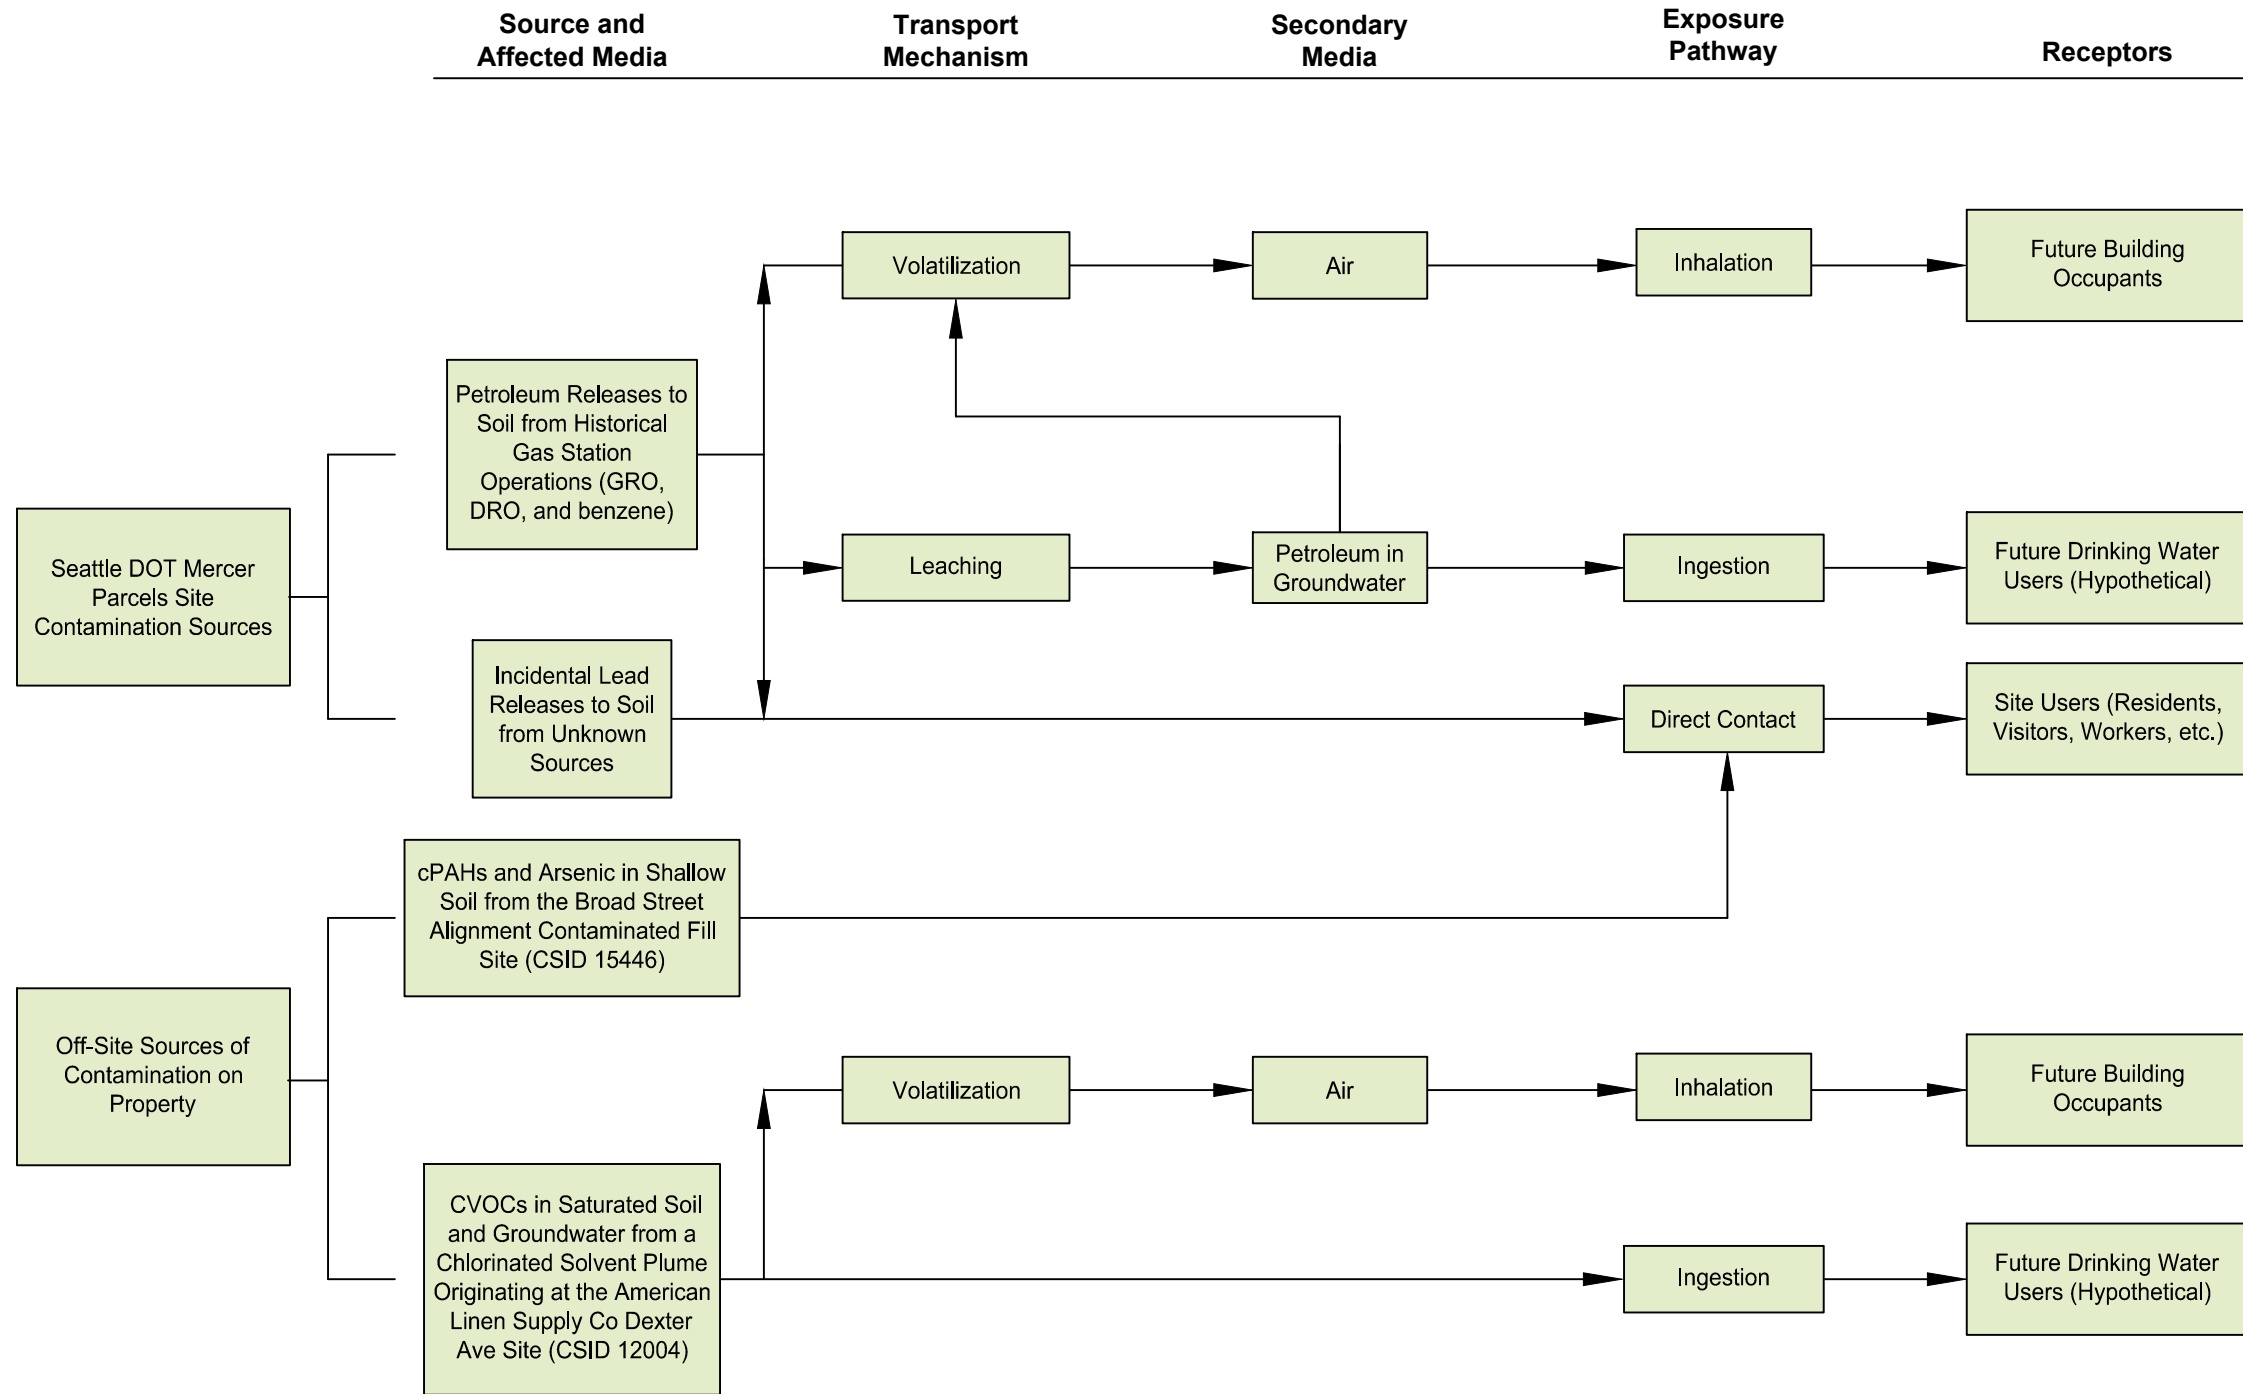 Source and
Affected Media
Transport
Mechanism
Secondary
Media
Exposure
Pathway
Receptors
Volatilization
Air
Inhalation
Future Building
Occupants
Petroleum Releases to
Soil from Historical
Gas Station
Operations (GRO,
DRO, and benzene)
Seattle DOT Mercer
Parcels Site
Contamination Sources
Leaching
Petroleum in
Groundwater
Ingestion
Future Drinking Water
Users (Hypothetical)
Incidental Lead
Releases to Soil
from Unknown
Sources
Direct Contact
Site Users (Residents,
Visitors, Workers, etc.)
cPAHs and Arsenic in Shallow
Soil from the Broad Street
Alignment Contaminated Fill
Site (CSID 15446)
Off-Site Sources of
Contamination on
Property
Volatilization
Air
Inhalation
Future Building
Occupants
CVOCs in Saturated Soil
and Groundwater from a
Chlorinated Solvent Plume
Originating at the American
Linen Supply Co Dexter
Ave Site (CSID 12004)
Ingestion
Future Drinking Water
Users (Hypothetical)